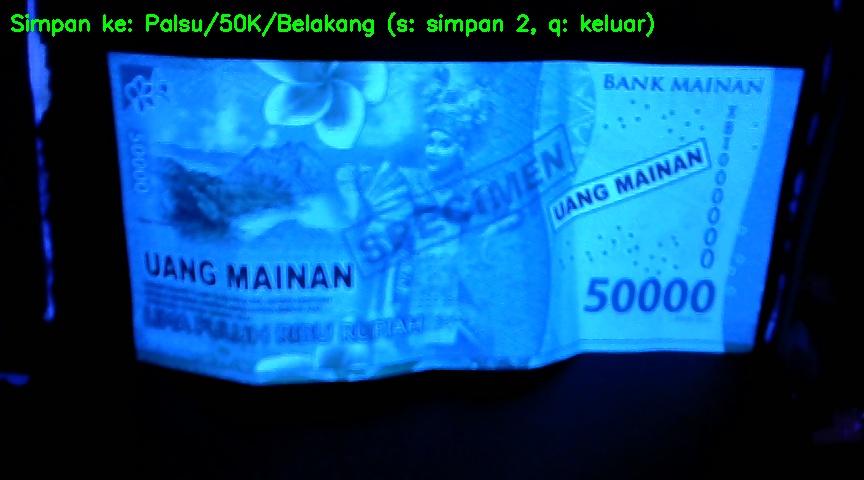 Simpan ke: Palsu/50K/Belakang (s: simpan 2, q: keluar)
BANK MAINAN
50000
SPECIMEN
UANG MAINAN
UANG MAINAN
50000
LIMA PULUH RIBU RUPIAH